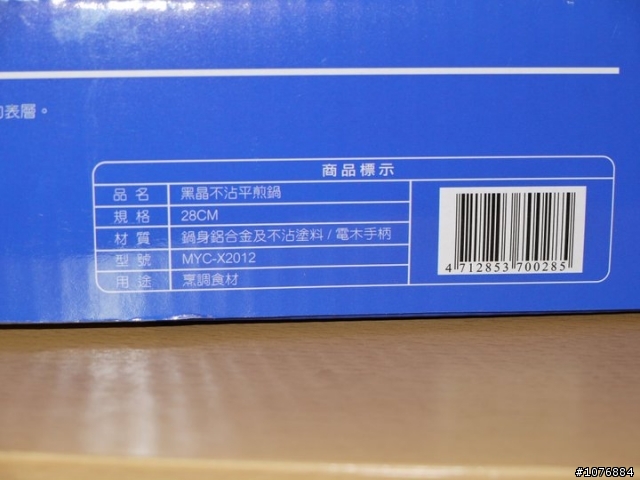 的表層。
商品標示
品名 黑晶不沾平煎鍋
規格 28CM
材質 鍋身鋁合金及不沾塗料/電木手柄
型號 MYC-X2012
用途 烹調食材
4 712853 700285
#1076884